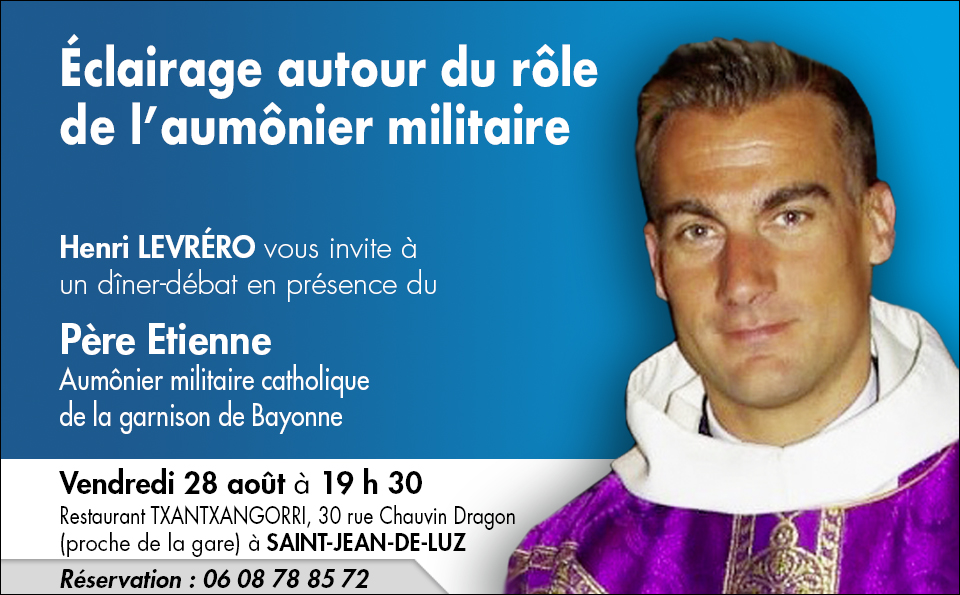 Éclairage autour du rôle
de l'aumônier militaire
Henri LEVRÉRO vous invite à
un dîner-débat en présence du
Père Etienne
Aumônier militaire catholique
de la garnison de Bayonne
Vendredi 28 août à 19 h 30
Restaurant TXANTXANGORRI, 30 rue Chauvin Dragon
(proche de la gare) à SAINT-JEAN-DE-LUZ
Réservation : 06 08 78 85 72